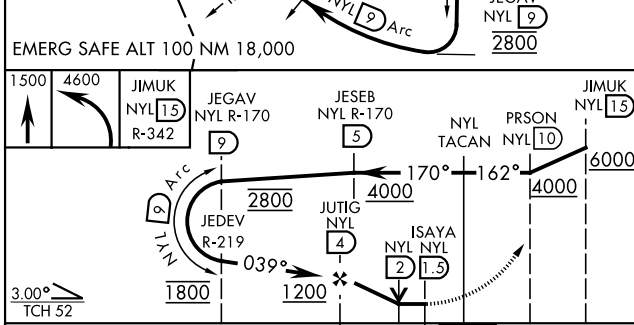 NYL 9 Arc
JEGAV
NYL 9
2800
EMERG SAFE ALT 100 NM 18,000
1500
4600
JIMUK
NYL 15
R-342
JEGAV
NYL R-170
9
JESEB
NYL R-170
5
NYL
TACAN
PRSON
NYL 10
JIMUK
NYL 15
170°
162°
6000
4000
2800
4000
NYL 9 Arc
JEDEV
R-219
039°
JUTIG
NYL
4
NYL
2
ISAYA
NYL
1.5
1800
1200
3.00°
TCH 52